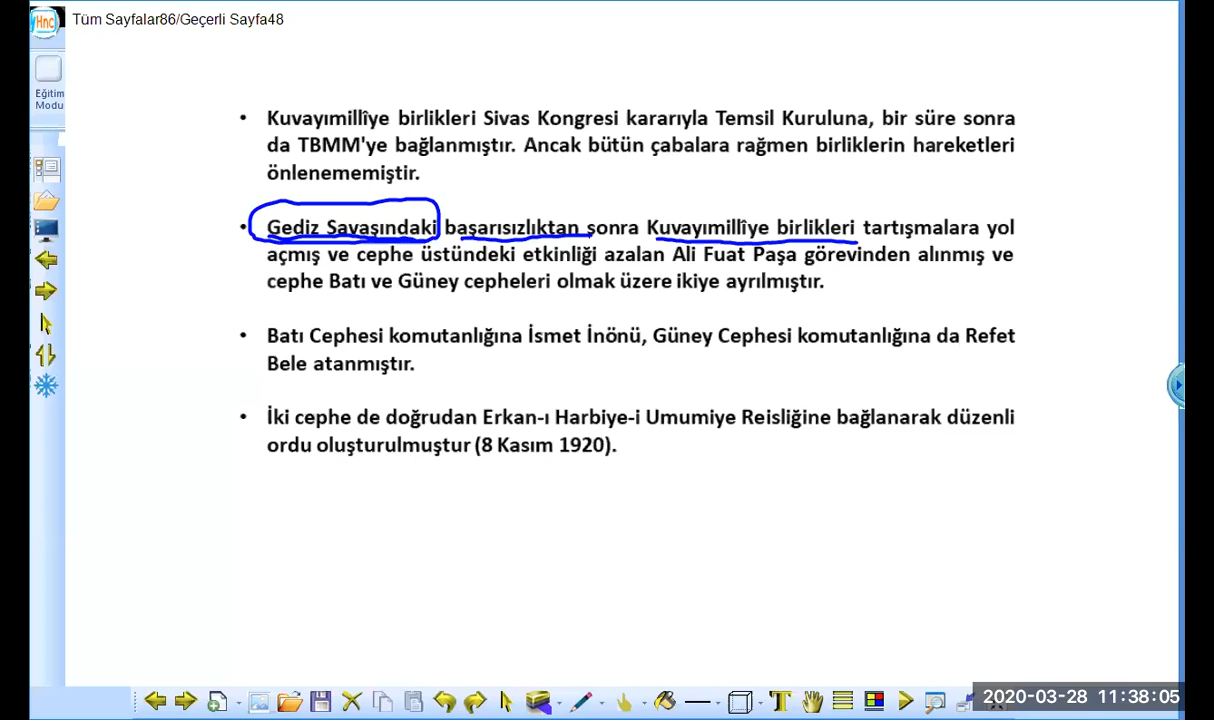 Hnc
Tüm Sayfalar86/Geçerli Sayfa48
Eğitim
Modu
• Kuvayımillîye birlikleri Sivas Kongresi kararıyla Temsil Kuruluna, bir süre sonra
da TBMM'ye bağlanmıştır. Ancak bütün çabalara rağmen birliklerin hareketleri
önlenememiştir.
• Gediz Savaşındaki başarısızlıktan sonra Kuvayımillîye birlikleri tartışmalara yol
açmış ve cephe üstündeki etkinliği azalan Ali Fuat Paşa görevinden alınmış ve
cephe Batı ve Güney cepheleri olmak üzere ikiye ayrılmıştır.
• Batı Cephesi komutanlığına İsmet İnönü, Güney Cephesi komutanlığına da Refet
Bele atanmıştır.
• İki cephe de doğrudan Erkan-ı Harbiye-i Umumiye Reisliğine bağlanarak düzenli
ordu oluşturulmuştur (8 Kasım 1920).
2020-03-28 11:38:05